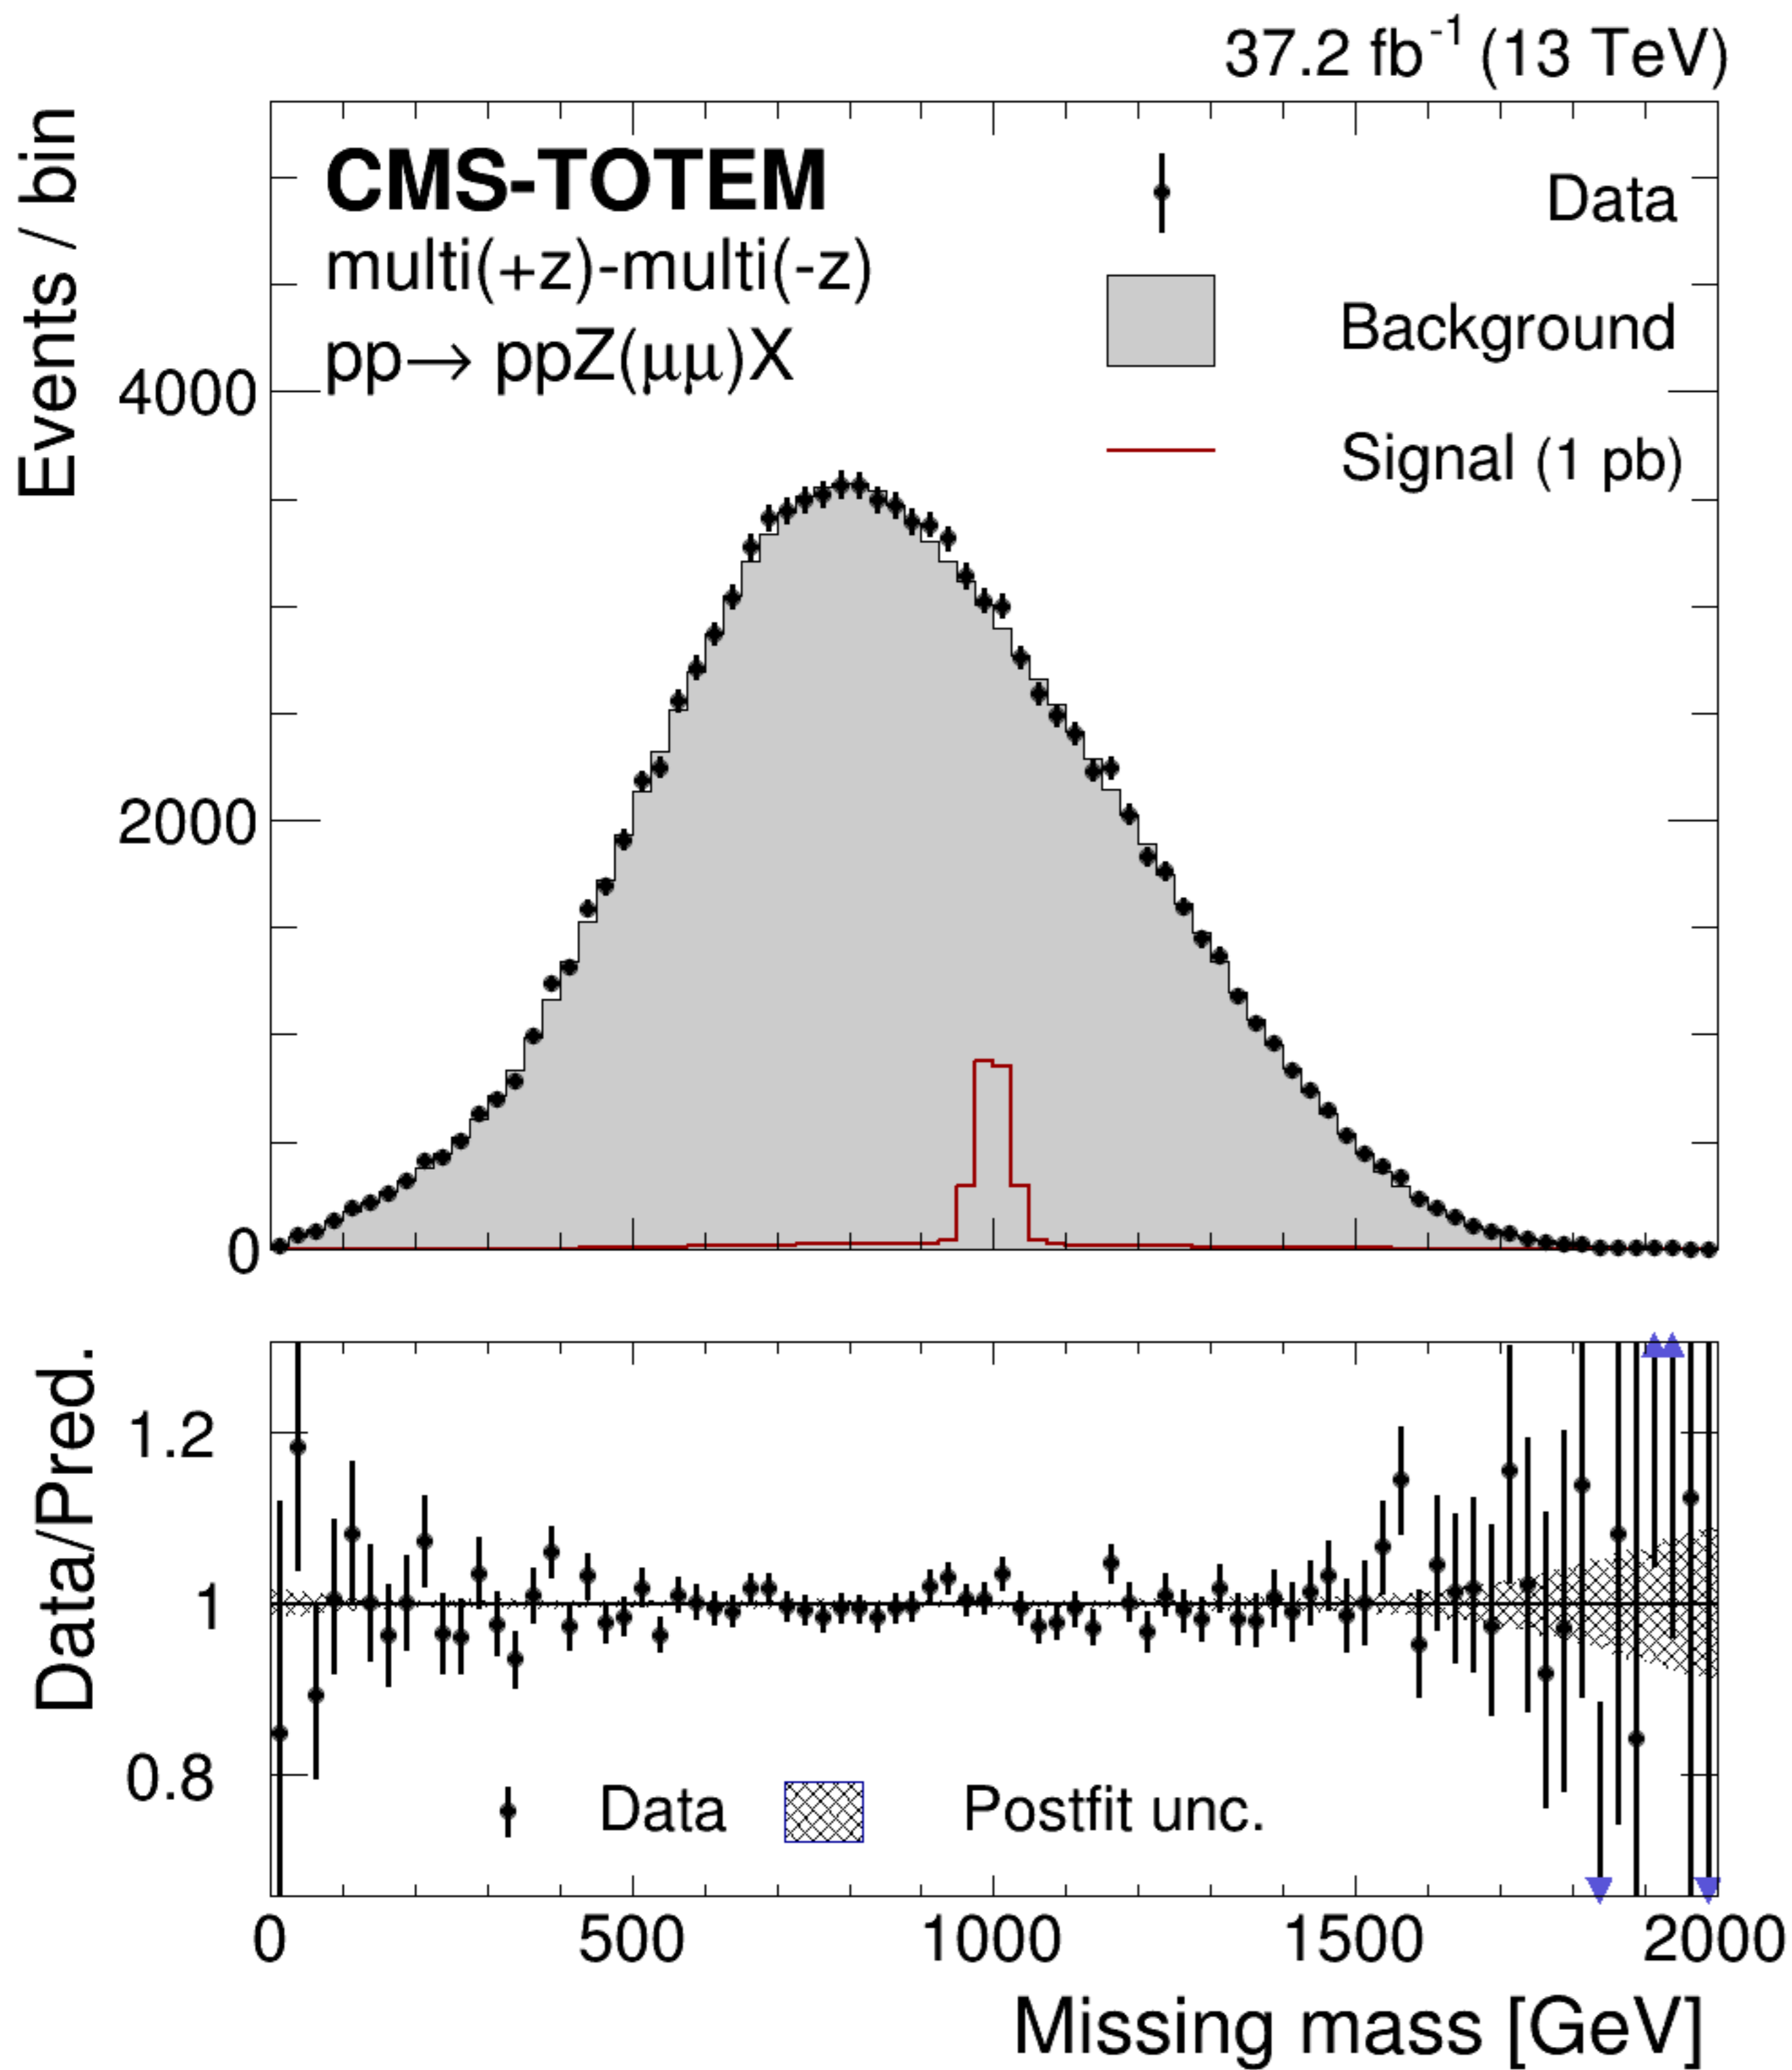 37.2 fb⁻¹ (13 TeV)
Events / bin
CMS-TOTEM
multi(+z)-multi(-z)
pp→ ppZ(μμ)X
Data
Background
Signal (1 pb)
4000
2000
0
Data/Pred.
1.2
1
0.8
Data
Postfit unc.
0
500
1000
1500
2000
Missing mass [GeV]